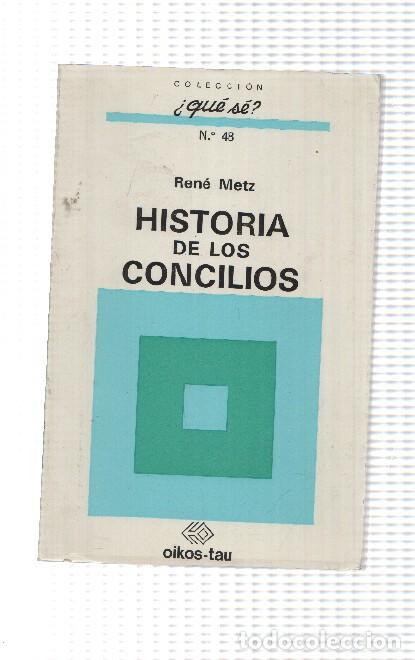 COLECCIÓN
¿qué sé?
N.° 48
René Metz
HISTORIA
DE LOS
CONCILIOS
oikos-tau
todocoleccion